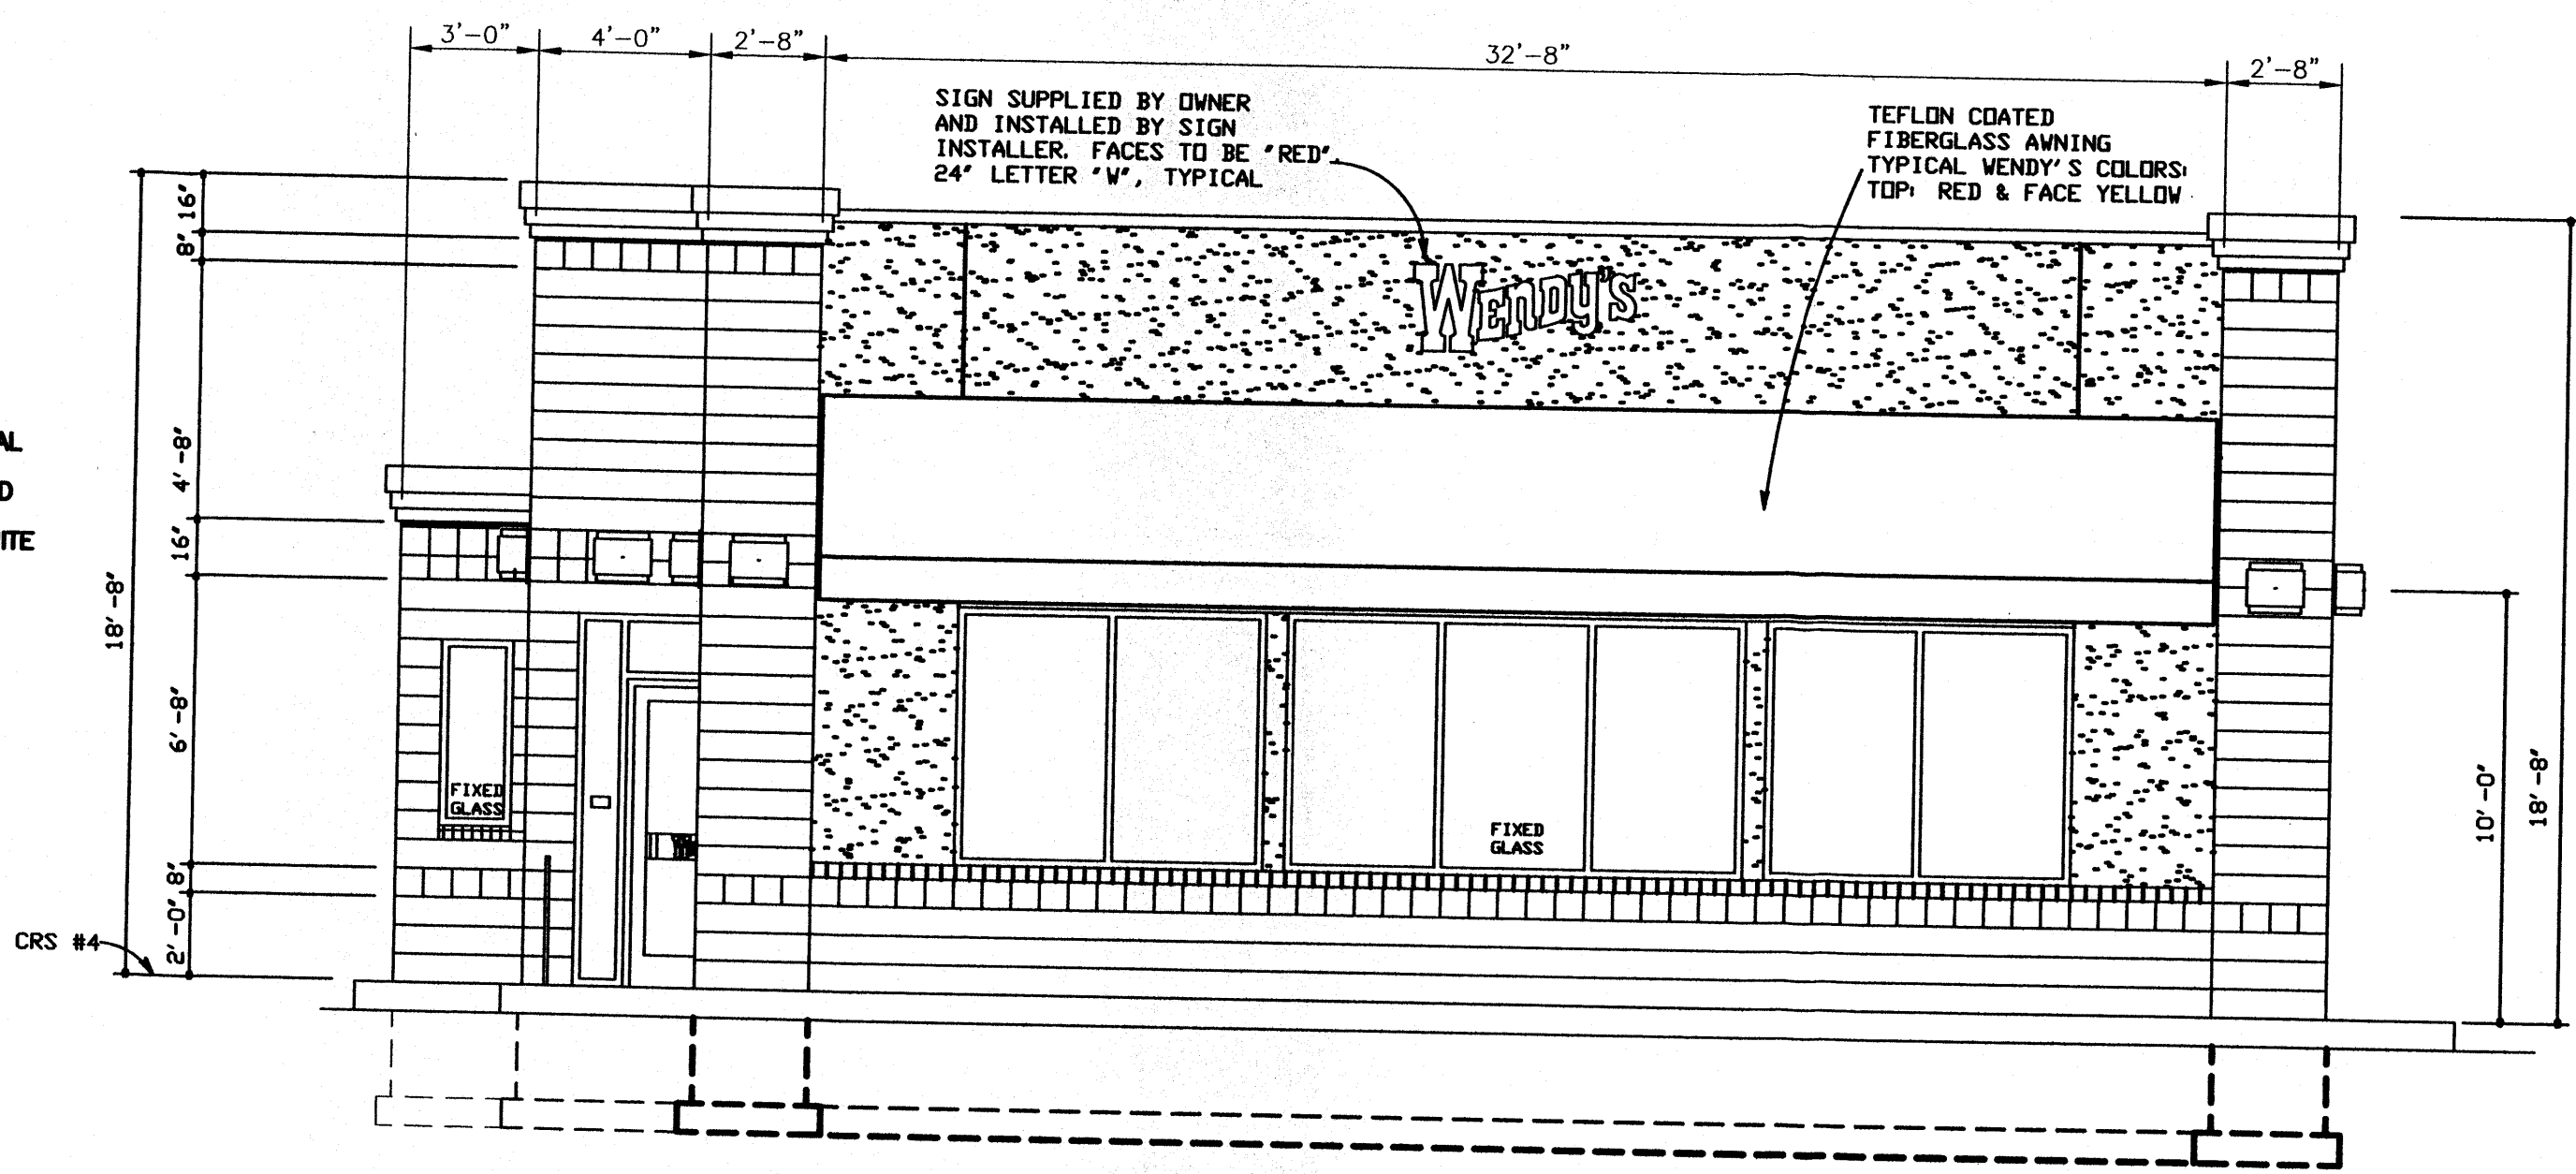 3'-0"
4'-0"
2'-8"
32'-8"
2'-8"
SIGN SUPPLIED BY OWNER
AND INSTALLED BY SIGN
INSTALLER. FACES TO BE "RED".
24" LETTER "W", TYPICAL
TEFLON COATED
FIBERGLASS AWNING
TYPICAL WENDY'S COLORS:
TOP: RED & FACE YELLOW
WENDY'S
16"
8"
4'-8"
16"
6'-8"
8"
2'-0"
18'-8"
AL
D
ITE
CRS #4
FIXED
GLASS
FIXED
GLASS
10'-0"
18'-8"